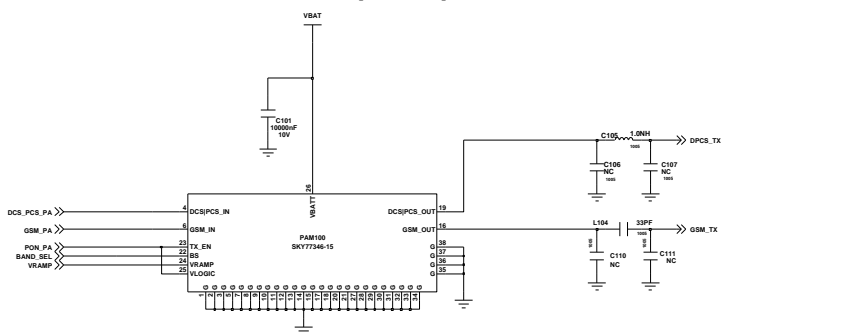 VBAT
C101
10000nF
10V
C105 1.0NH
1005
DPCS_TX
C106
NC
1005
C107
NC
1005
26
VBATT
DCS_PCS_PA 4 DCS|PCS_IN
DCS|PCS_OUT 19
GSM_PA 6 GSM_IN
GSM_OUT 16
L104 33PF
1005
GSM_TX
PAM100
SKY77346-15
PON_PA 23 TX_EN
BAND_SEL 22 BS
VRAMP 24 VRAMP
25 VLOGIC
G 38
G 37
G 36
G 35
1005
C110
NC
1005
C111
NC
G G G G G G G G G G G G G G G G G G G G G G G G G G G
1 2 3 5 7 8 9 10 11 12 13 14 15 17 18 20 21 27 28 29 30 31 32 33 34